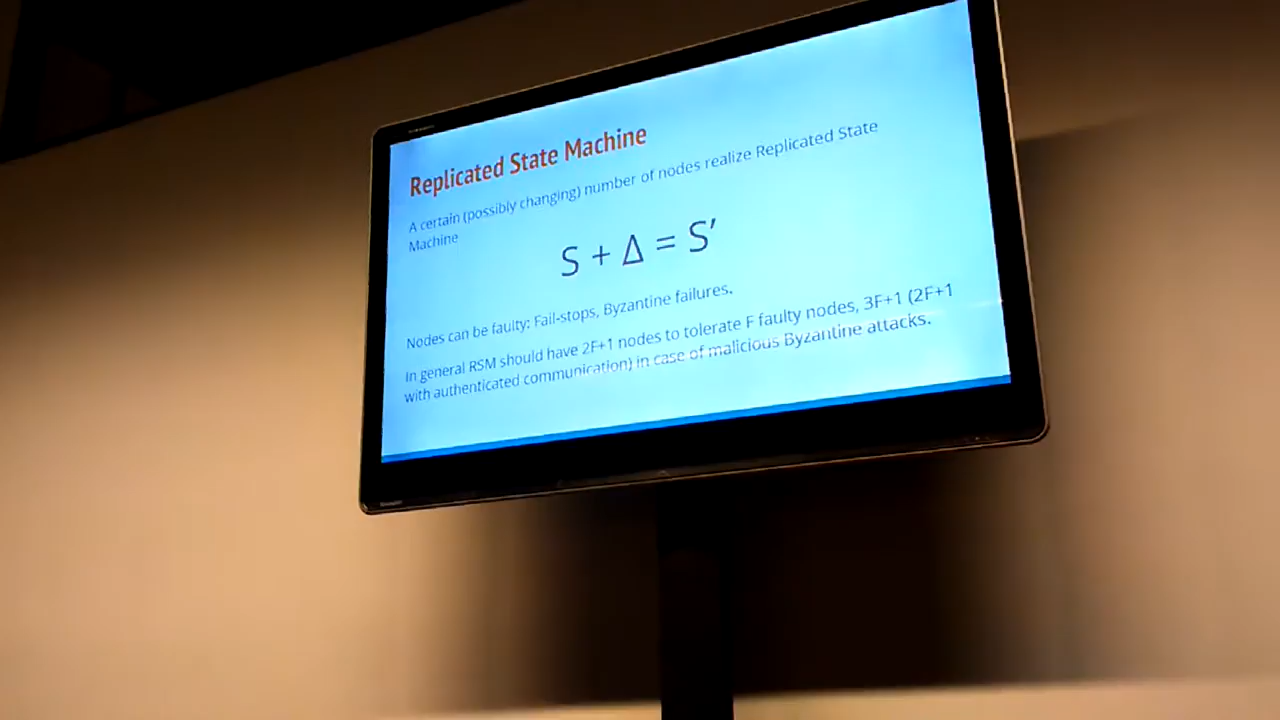 Replicated State Machine
A certain (possibly changing) number of nodes realize Replicated State
Machine
S + Δ = S′
Nodes can be faulty: Fail-stops, Byzantine failures.
In general RSM should have 2F+1 nodes to tolerate F faulty nodes, 3F+1 (2F+1
with authenticated communication) in case of malicious Byzantine attacks.